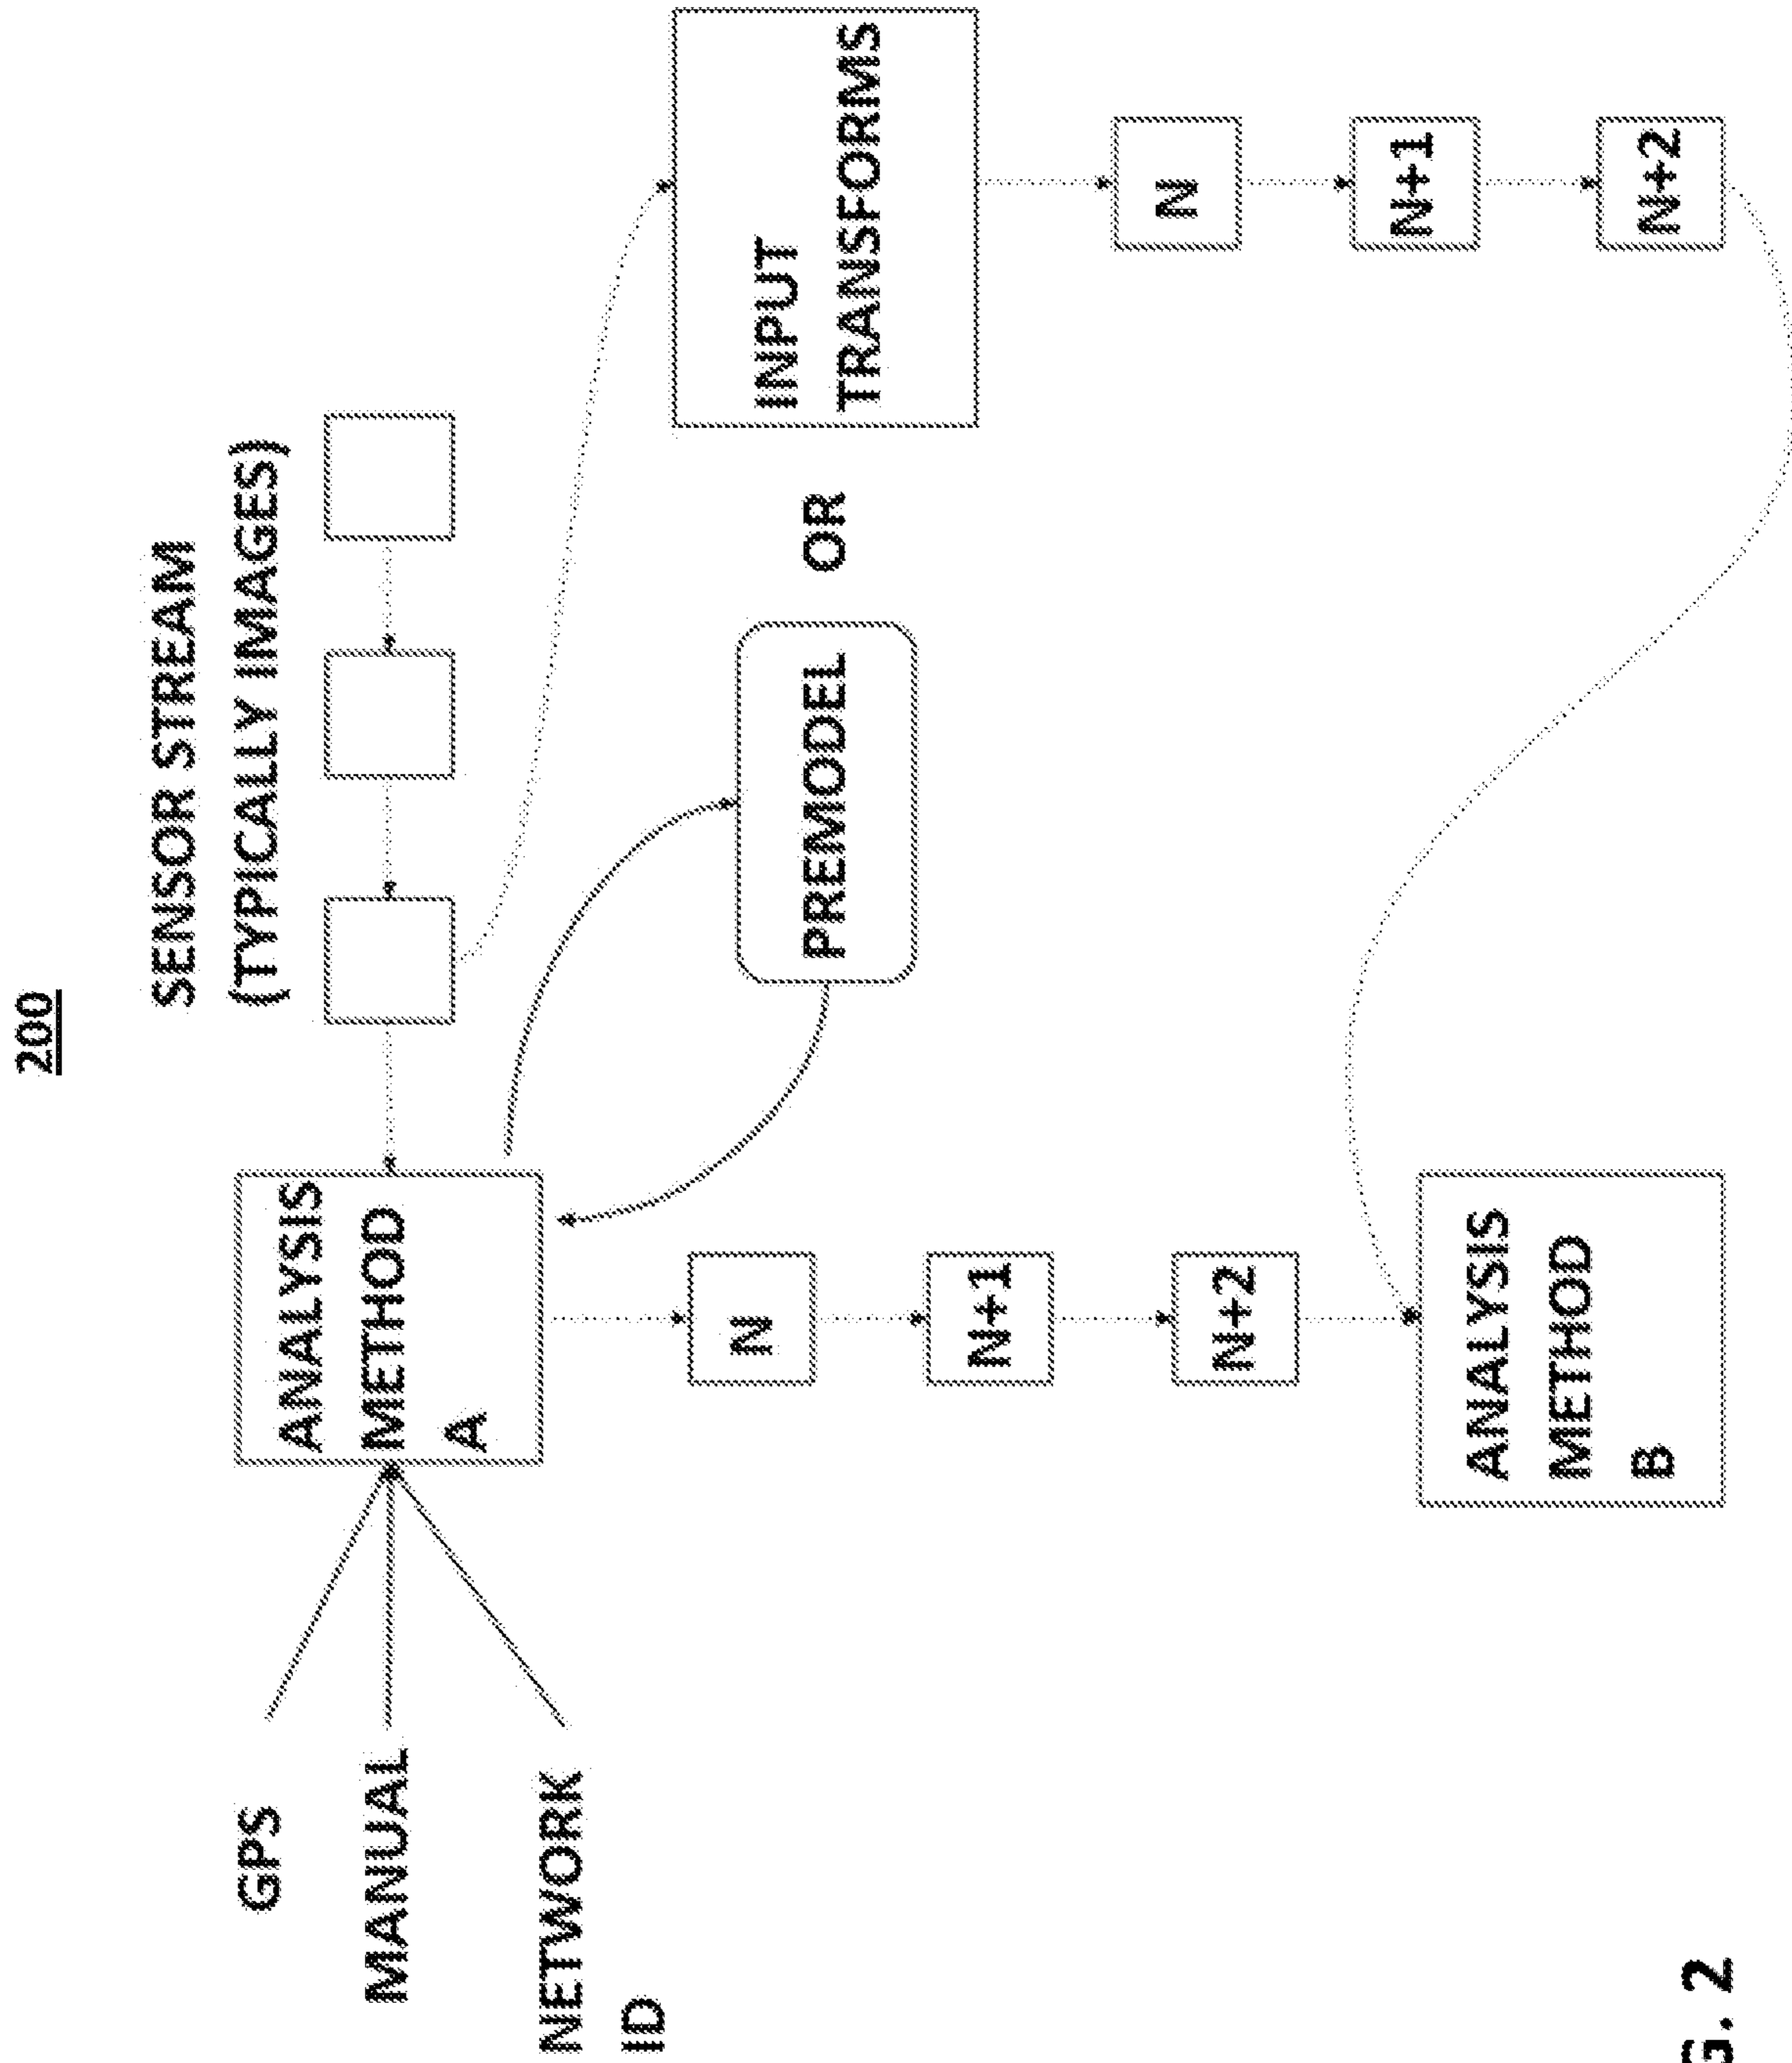 200
SENSOR STREAM
(TYPICALLY IMAGES)
GPS
MANUAL
NETWORK
ID
ANALYSIS
METHOD
A
PREMODEL
OR
INPUT
TRANSFORMS
N
N+1
N+2
N
N+1
N+2
ANALYSIS
METHOD
B
G. 2